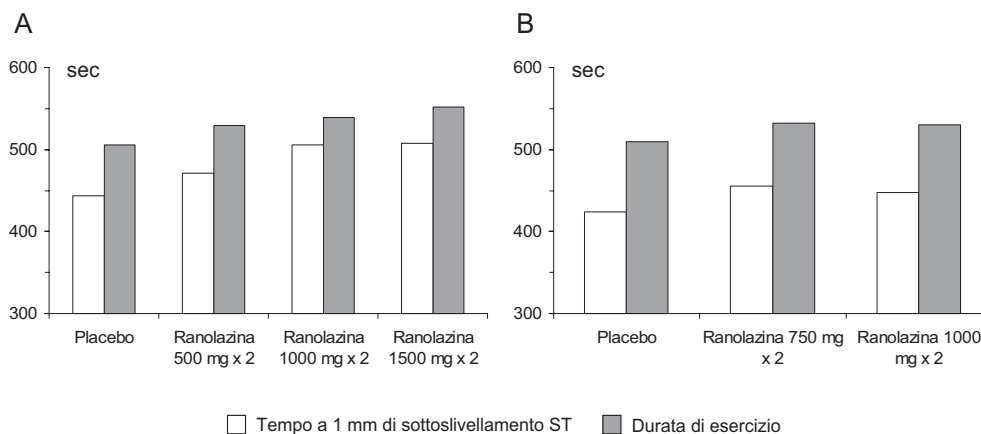 A
B
sec
sec
600
500
400
300
600
500
400
300
Placebo
Ranolazina
500 mg x 2
Ranolazina
1000 mg x 2
Ranolazina
1500 mg x 2
Placebo
Ranolazina 750 mg
x 2
Ranolazina 1000
mg x 2
Tempo a 1 mm di sottoslivellamento ST
Durata di esercizio